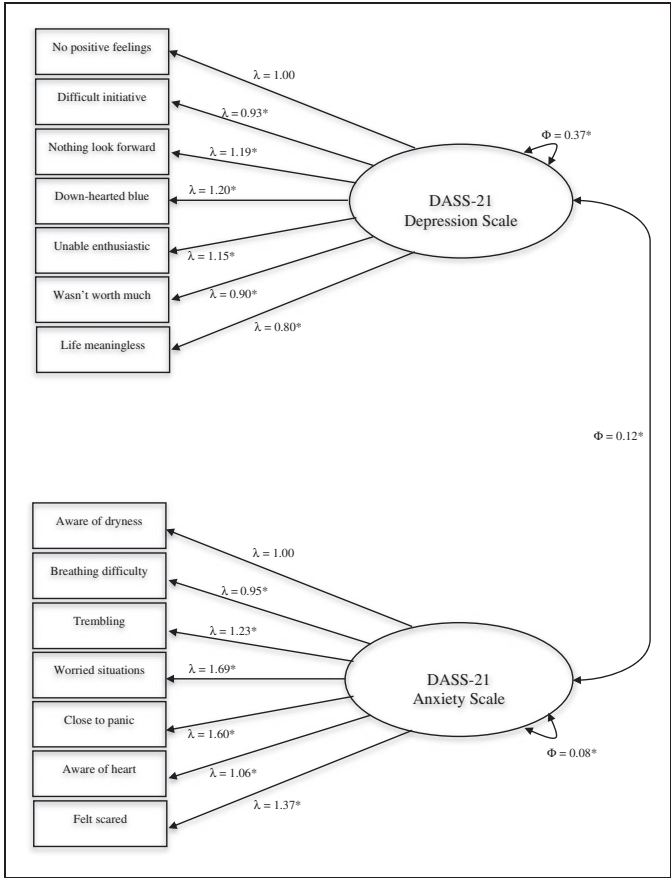 No positive feelings
λ = 1.00
Difficult initiative
λ = 0.93*
Φ = 0.37*
Nothing look forward
λ = 1.19*
Down-hearted blue
λ = 1.20*
DASS-21
Depression Scale
Unable enthusiastic
λ = 1.15*
Wasn't worth much
λ = 0.90*
Life meaningless
λ = 0.80*
Φ = 0.12*
Aware of dryness
λ = 1.00
Breathing difficulty
λ = 0.95*
Trembling
λ = 1.23*
Worried situations
λ = 1.69*
DASS-21
Anxiety Scale
Close to panic
λ = 1.60*
Φ = 0.08*
Aware of heart
λ = 1.06*
Felt scared
λ = 1.37*